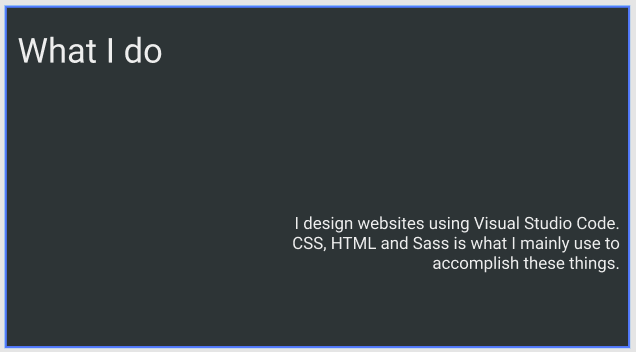 What I do
I design websites using Visual Studio Code.
CSS, HTML and Sass is what I mainly use to
accomplish these things.